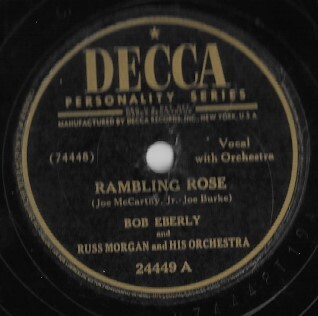 DECCA
PERSONALITY SERIES
MANUFACTURED BY DECCA RECORDS, INC., NEW YORK, U.S.A.
(74448)
Vocal
with Orchestra
RAMBLING ROSE
(Joe McCarthy, Jr.-Joe Burke)
BOB EBERLY
and
RUSS MORGAN and HIS ORCHESTRA
24449 A